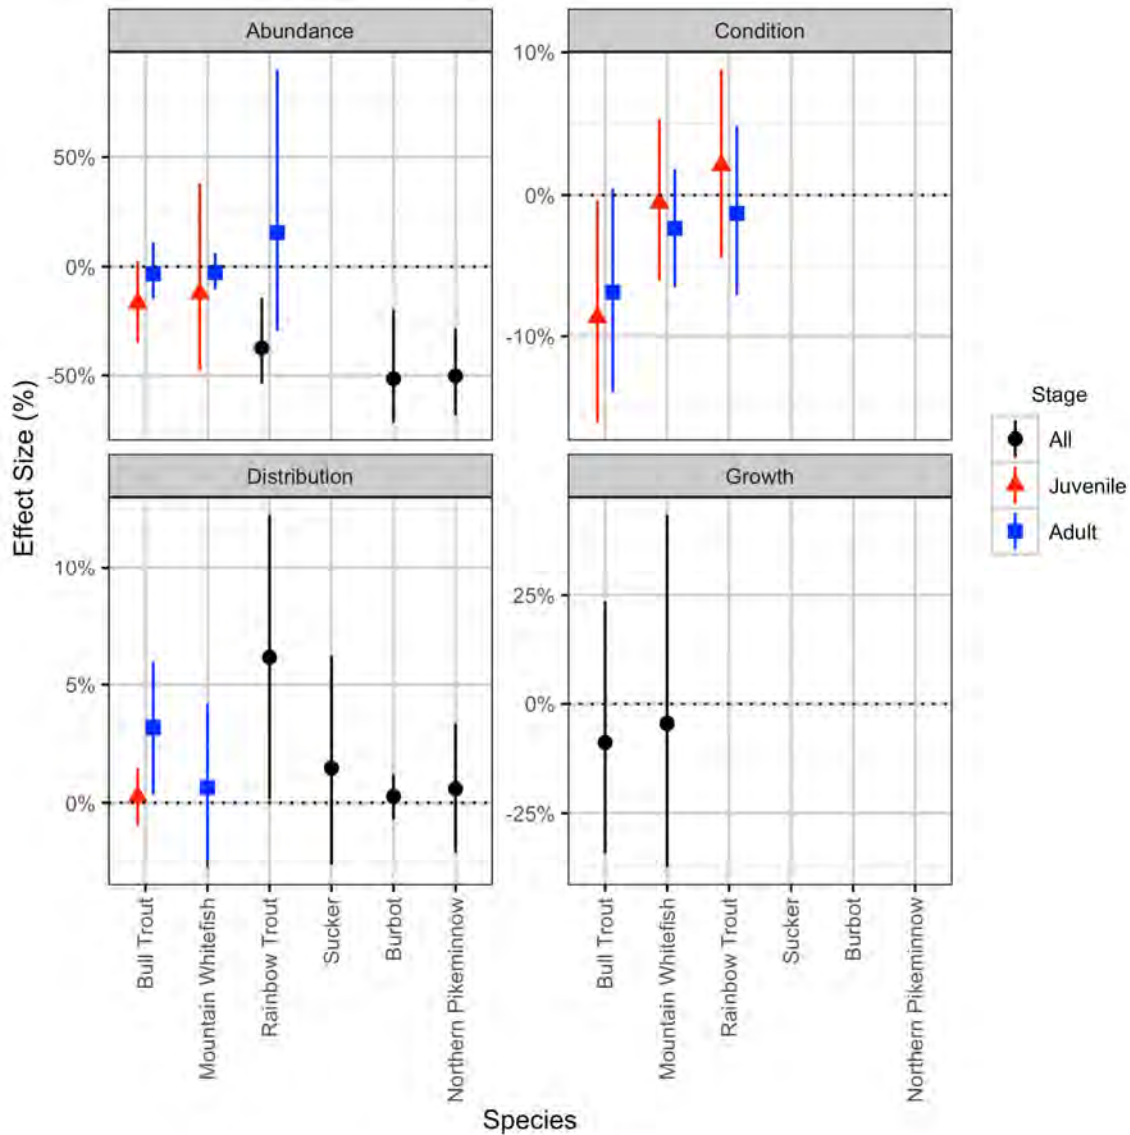 Abundance
Condition
50%
0%
-50%
10%
0%
-10%
Distribution
Growth
10%
5%
0%
25%
0%
-25%
Effect Size (%)
Stage
All
Juvenile
Adult
Bull Trout
Mountain Whitefish
Rainbow Trout
Sucker
Burbot
Northern Pikeminnow
Bull Trout
Mountain Whitefish
Rainbow Trout
Sucker
Burbot
Northern Pikeminnow
Species